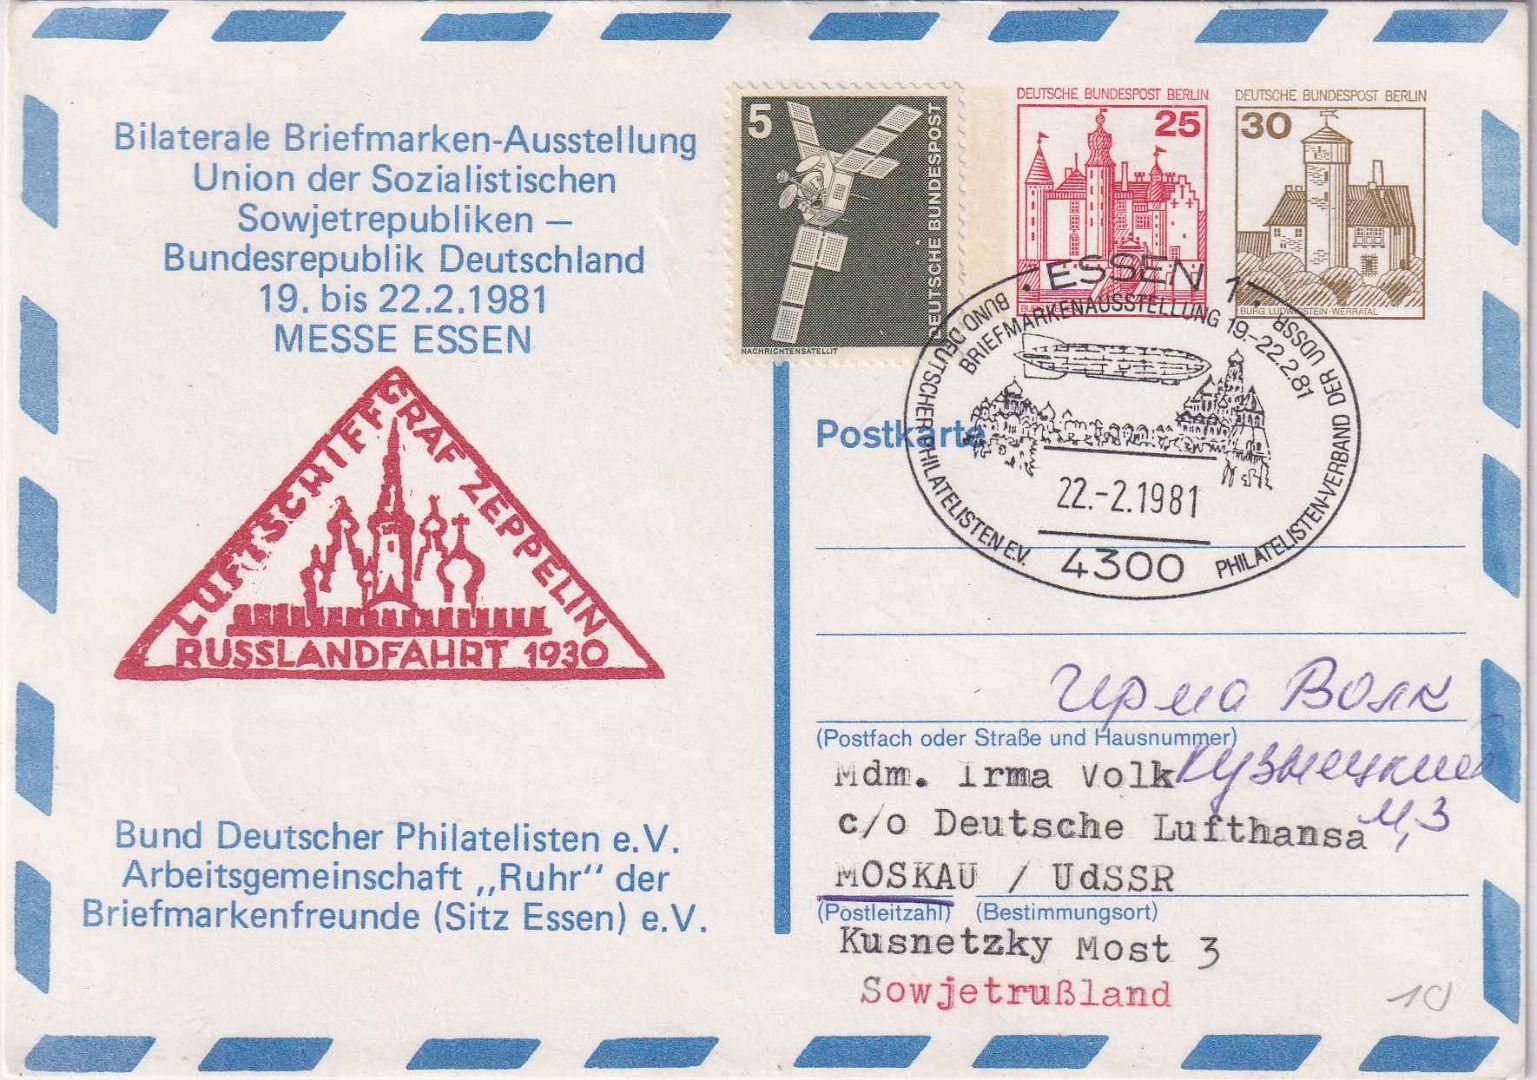 Bilaterale Briefmarken-Ausstellung
Union der Sozialistischen
Sowjetrepubliken –
Bundesrepublik Deutschland
19. bis 22.2.1981
MESSE ESSEN
LUFTSCHIFF GRAF ZEPPELIN
RUSSLANDFAHRT 1930
Bund Deutscher Philatelisten e.V.
Arbeitsgemeinschaft „Ruhr“ der
Briefmarkenfreunde (Sitz Essen) e.V.
5
DEUTSCHE BUNDESPOST
NACHRICHTENSATELLIT
DEUTSCHE BUNDESPOST BERLIN
25
DEUTSCHE BUNDESPOST BERLIN
30
BURG LUDWIGSTEIN-WERRATAL
Postkarte
· ESSEN 1 ·
BUND DEUTSCHER PHILATELISTEN E.V.
BRIEFMARKENAUSSTELLUNG 19.-22.2.81
PHILATELISTEN-VERBAND DER UDSSR
22.-2.1981
4300
Ирма Волк
(Postfach oder Straße und Hausnummer)
Mdm. Irma Volk
Кузнецкий
c/o Deutsche Lufthansa
М, 3
MOSKAU / UdSSR
(Postleitzahl) (Bestimmungsort)
Kusnetzky Most 3
Sowjetrußland
10